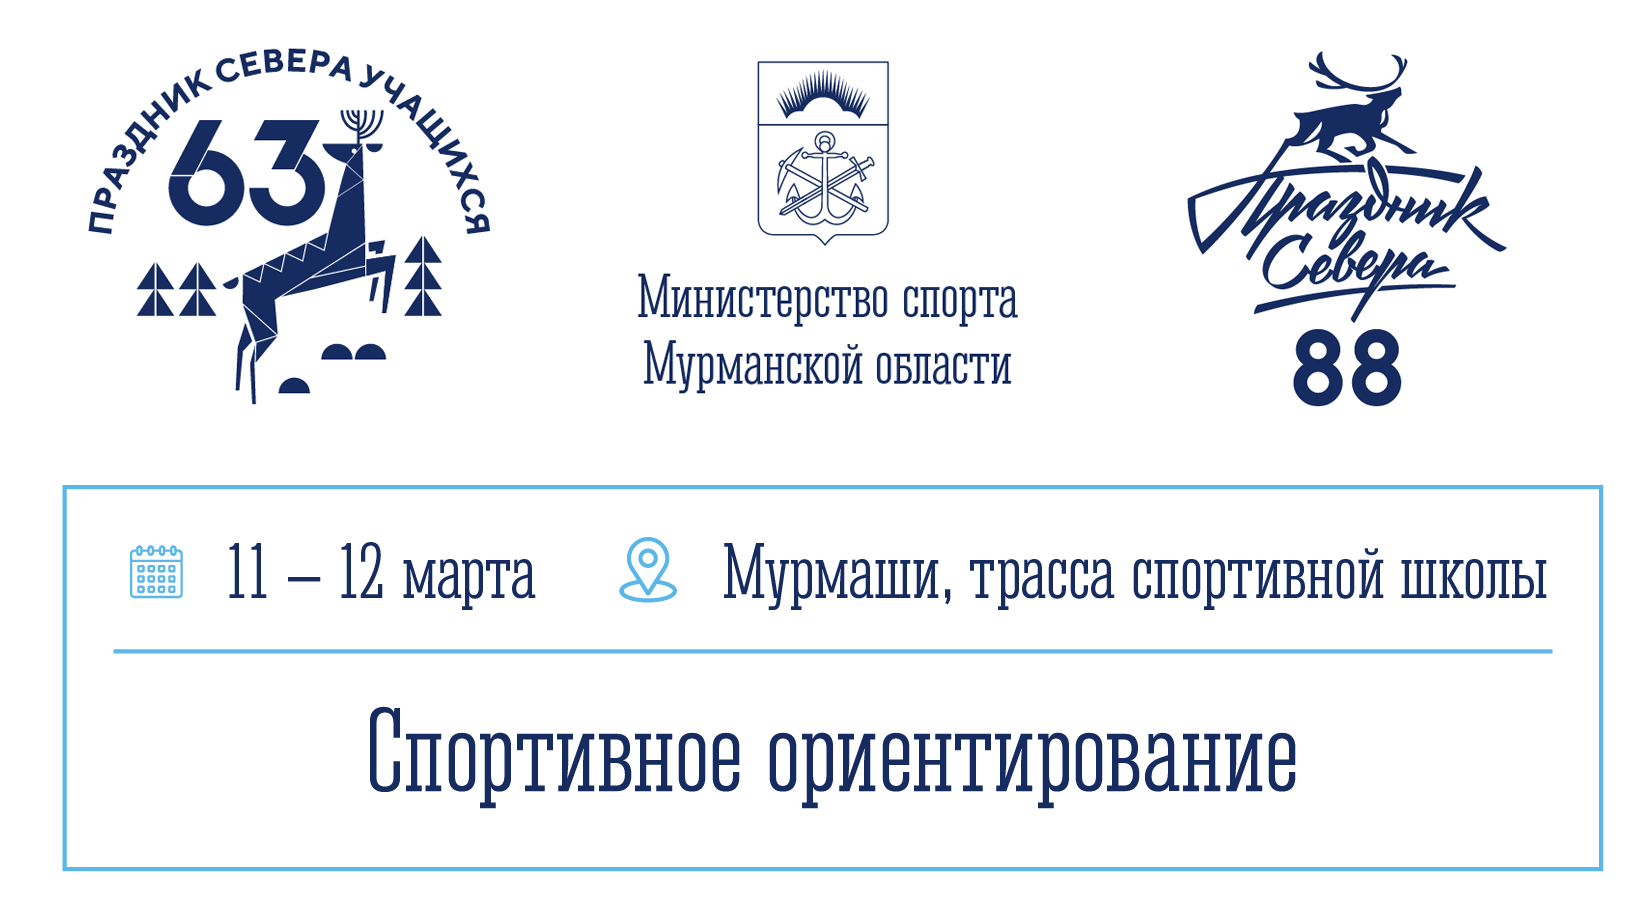 ПРАЗДНИК СЕВЕРА УЧАЩИХСЯ
63
Министерство спорта
Мурманской области
Праздник
Севера
88
11 – 12 марта
Мурмаши, трасса спортивной школы
Спортивное ориентирование